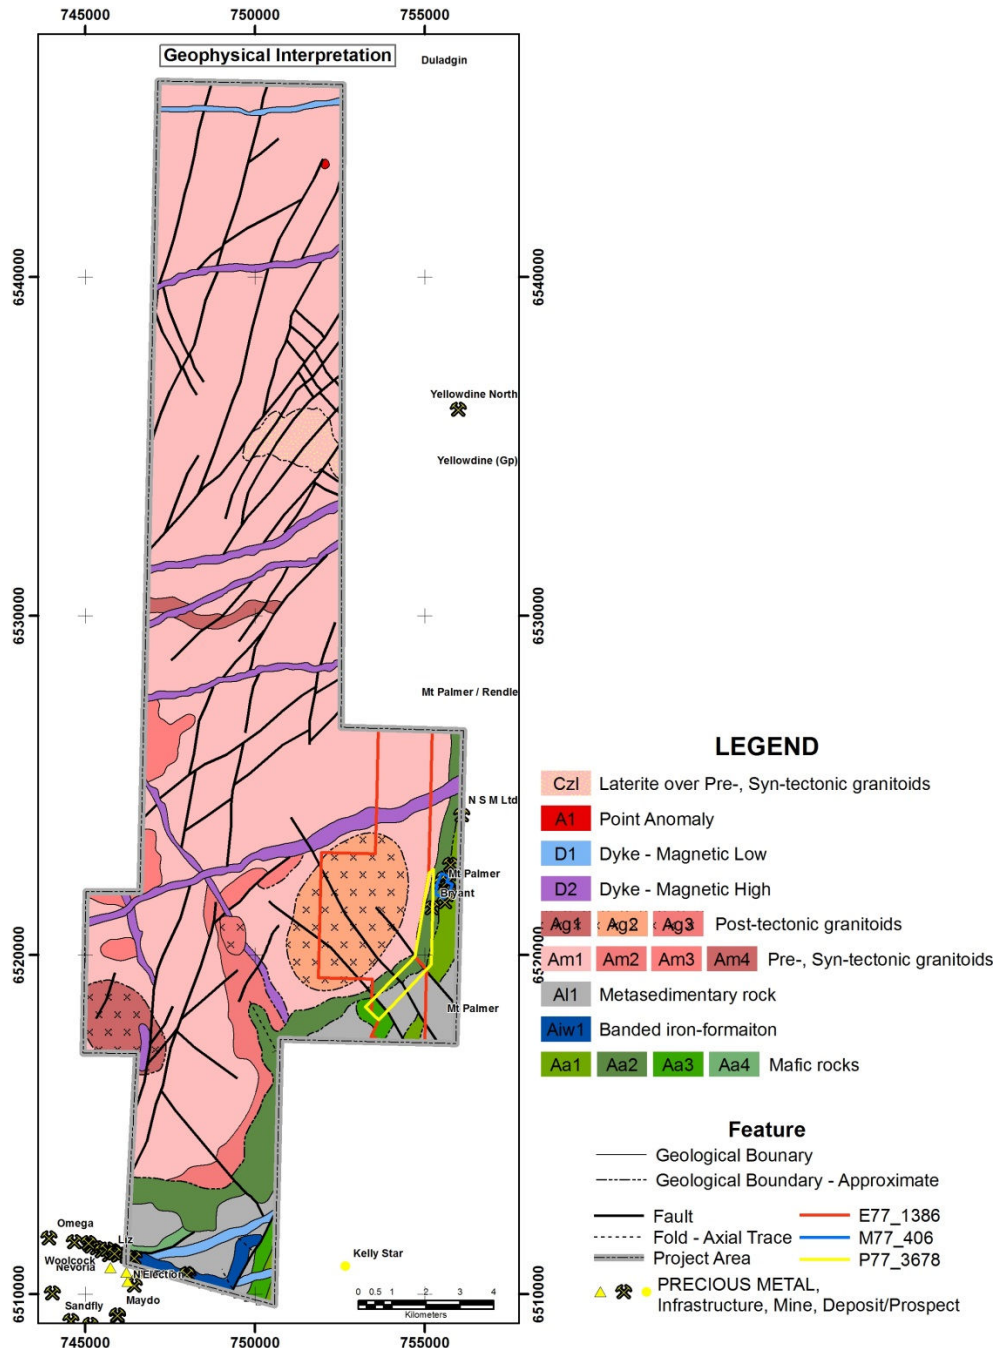 745000 750000 755000
Geophysical Interpretation
Duladgin
6540000 6540000
Yellowdine North
Yellowdine (Gp)
6530000 6530000
Mt Palmer / Rendle
N S M Ltd
Mt Palmer
Bryant
6520000 6520000
Mt Palmer
Omega
Liz
Woolcock
Nevoria
N Election
Maydo
Sandfly
Kelly Star
6510000 6510000
0 0.5 1 2 3 4
Kilometers
745000 750000 755000
LEGEND
Czl Laterite over Pre-, Syn-tectonic granitoids
A1 Point Anomaly
D1 Dyke - Magnetic Low
D2 Dyke - Magnetic High
Ag1 Ag2 Ag3 Post-tectonic granitoids
Am1 Am2 Am3 Am4 Pre-, Syn-tectonic granitoids
Al1 Metasedimentary rock
Aiw1 Banded iron-formaiton
Aa1 Aa2 Aa3 Aa4 Mafic rocks
Feature
Geological Bounary
Geological Boundary - Approximate
Fault E77_1386
Fold - Axial Trace M77_406
Project Area P77_3678
PRECIOUS METAL,
Infrastructure, Mine, Deposit/Prospect